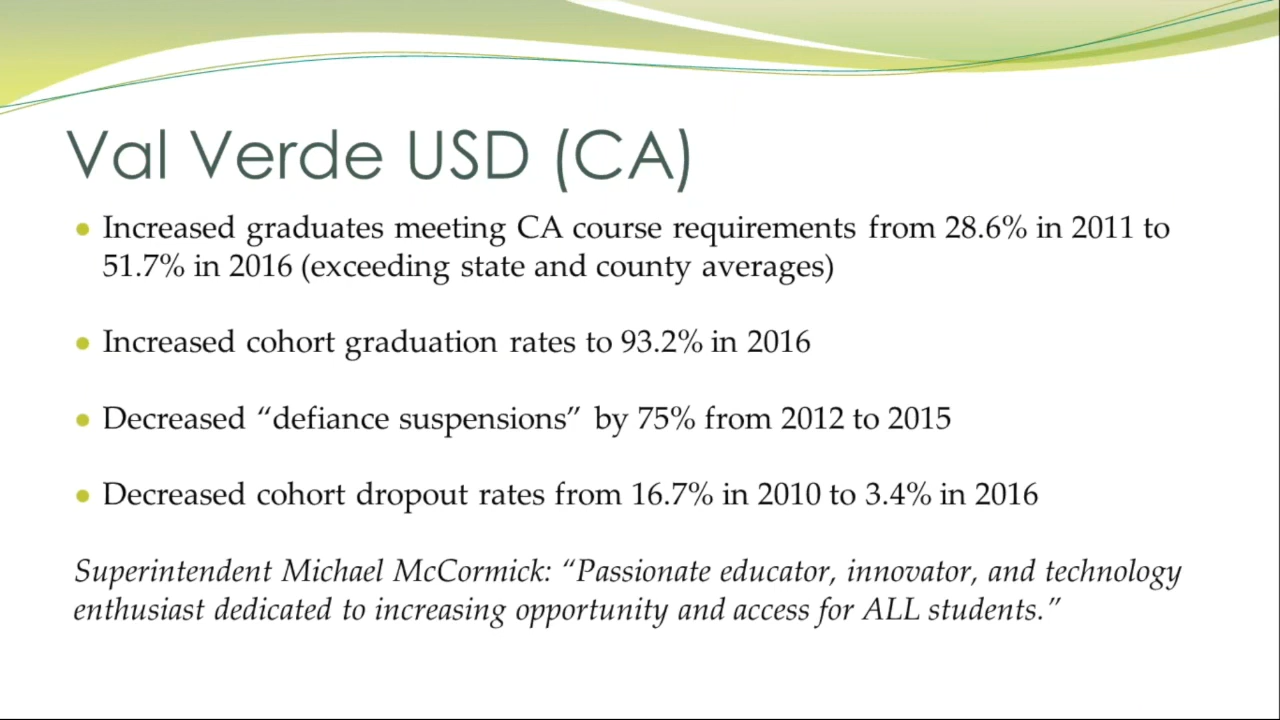 Val Verde USD (CA)
● Increased graduates meeting CA course requirements from 28.6% in 2011 to
51.7% in 2016 (exceeding state and county averages)
● Increased cohort graduation rates to 93.2% in 2016
● Decreased “defiance suspensions” by 75% from 2012 to 2015
● Decreased cohort dropout rates from 16.7% in 2010 to 3.4% in 2016
Superintendent Michael McCormick: “Passionate educator, innovator, and technology
enthusiast dedicated to increasing opportunity and access for ALL students.”